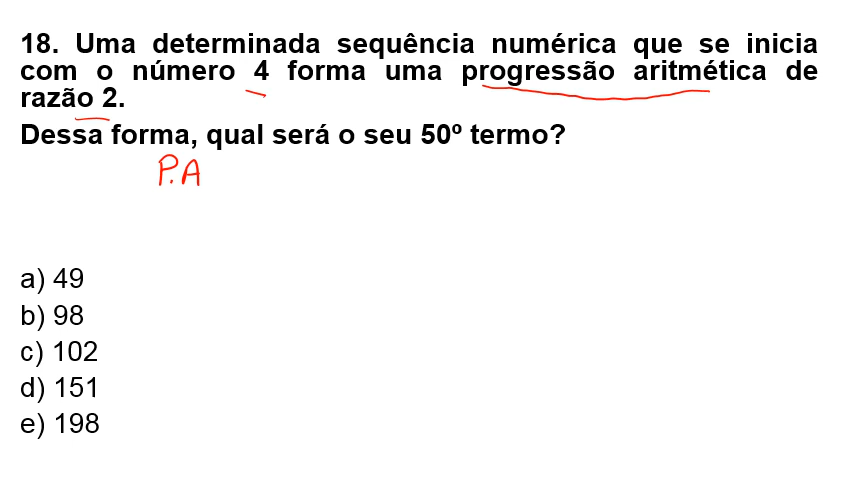 18. Uma determinada sequência numérica que se inicia
com o número 4 forma uma progressão aritmética de
razão 2.
Dessa forma, qual será o seu 50º termo?
P.A
a) 49
b) 98
c) 102
d) 151
e) 198